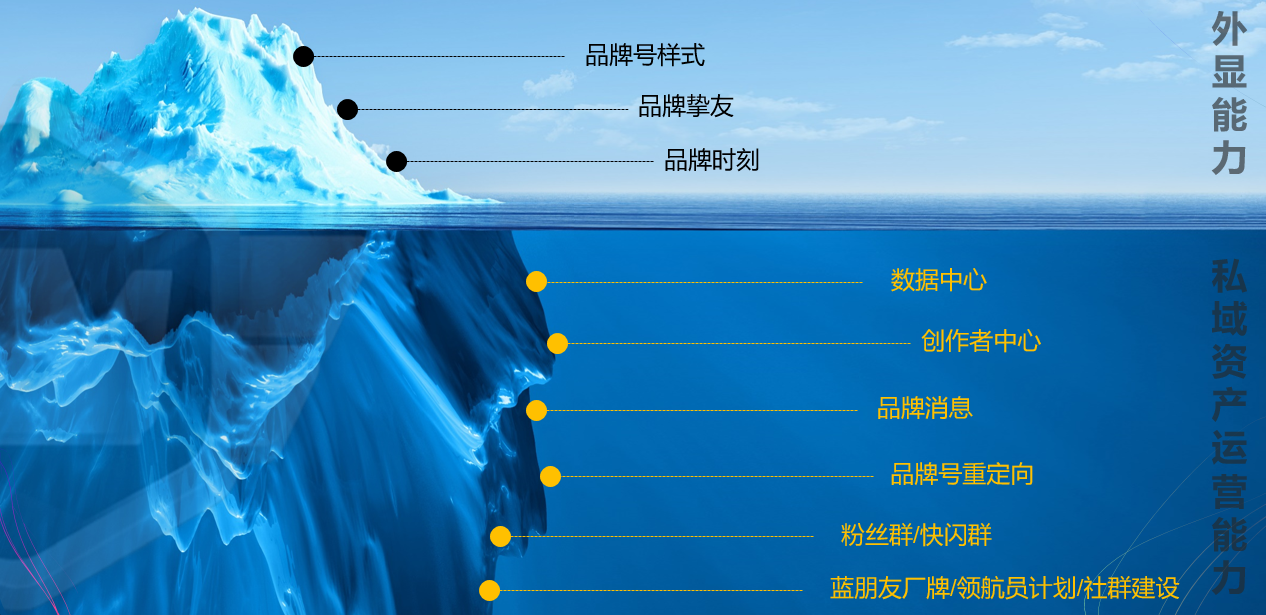 品牌号样式
品牌挚友
品牌时刻
外显能力
数据中心
创作者中心
品牌消息
品牌号重定向
粉丝群/快闪群
蓝朋友厂牌/领航员计划/社群建设
私域资产运营能力